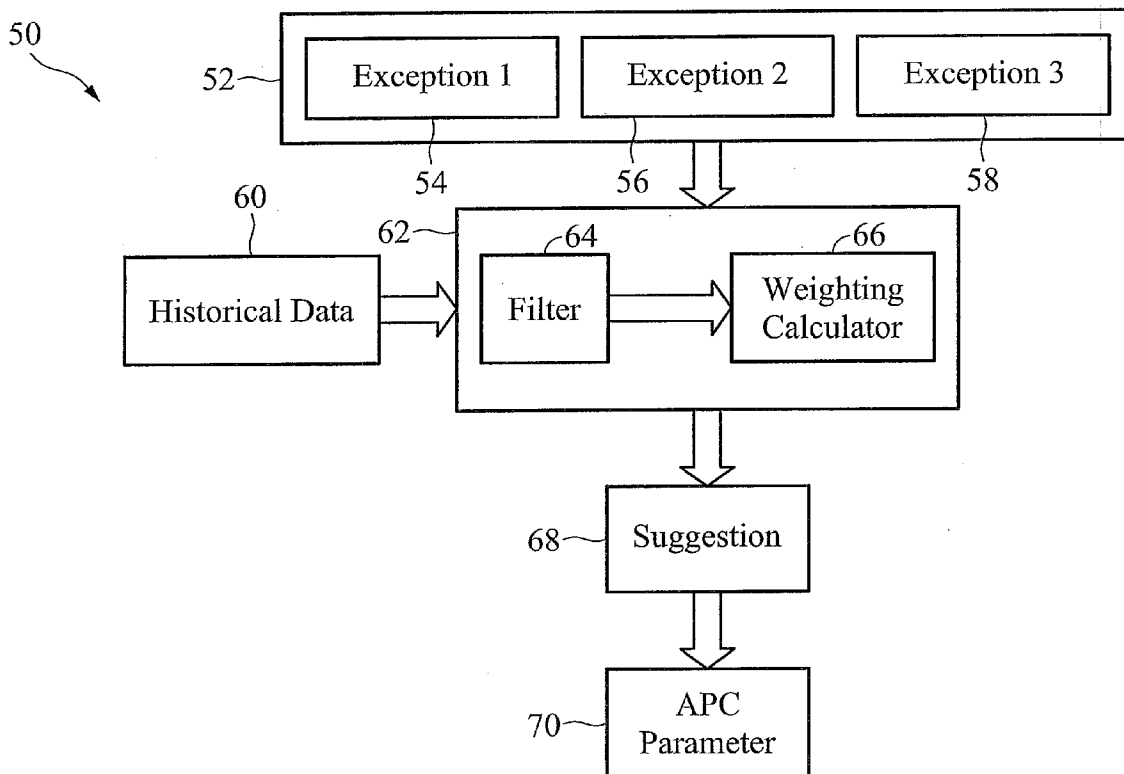 50
52
Exception 1
Exception 2
Exception 3
54
56
58
60
62
64
66
Historical Data
Filter
Weighting
Calculator
68
Suggestion
70
APC
Parameter